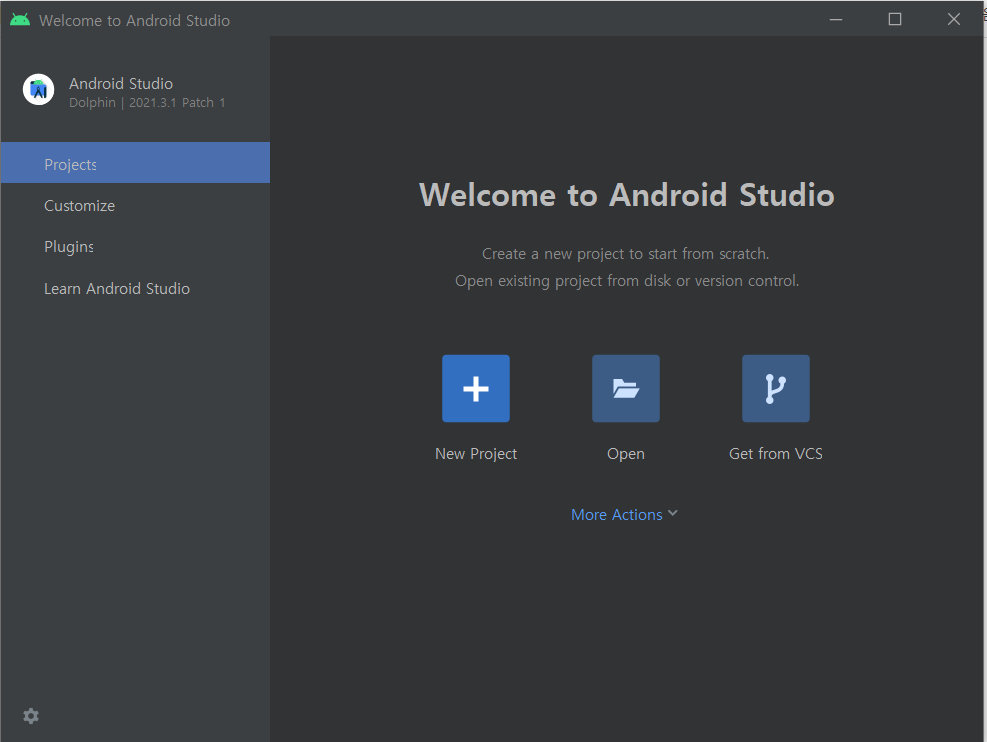 Welcome to Android Studio
Android Studio
Dolphin | 2021.3.1 Patch 1
Projects
Customize
Plugins
Learn Android Studio
Welcome to Android Studio
Create a new project to start from scratch.
Open existing project from disk or version control.
New Project
Open
Get from VCS
More Actions